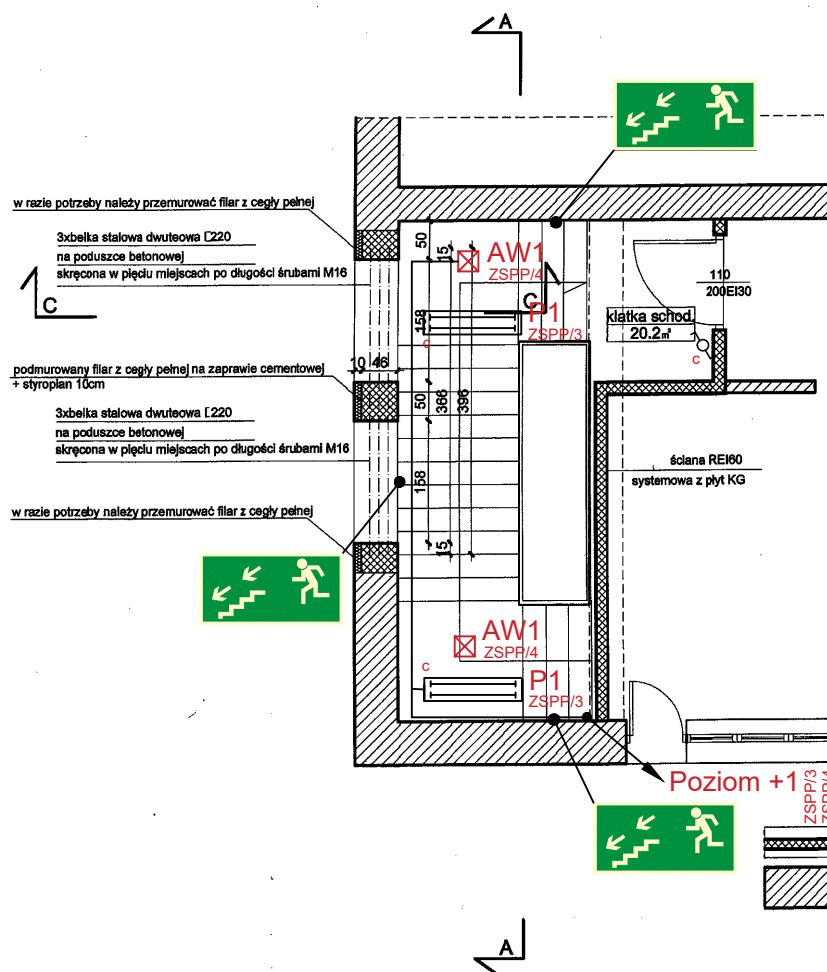 A
w razie potrzeby należy przemurować filar z cegły pełnej
3xbelka stalowa dwuteowa [220
na poduszce betonowej
skręcona w pięciu miejscach po długości śrubami M16
C
50
15
AW1
ZSPP/4
C
P1
ZSPP/3
c
158
110
200EI30
klatka schod.
20.2m²
c
10
46
podmurowany filar z cegły pełnej na zaprawie cementowej
+ styropian 10cm
3xbelka stalowa dwuteowa [220
na poduszce betonowej
skręcona w pięciu miejscach po długości śrubami M16
50
366
396
158
15
ściana REI60
systemowa z płyt KG
w razie potrzeby należy przemurować filar z cegły pełnej
AW1
ZSPP/4
c
P1
ZSPP/3
Poziom +1
ZSPP/3
ZSPP/4
A